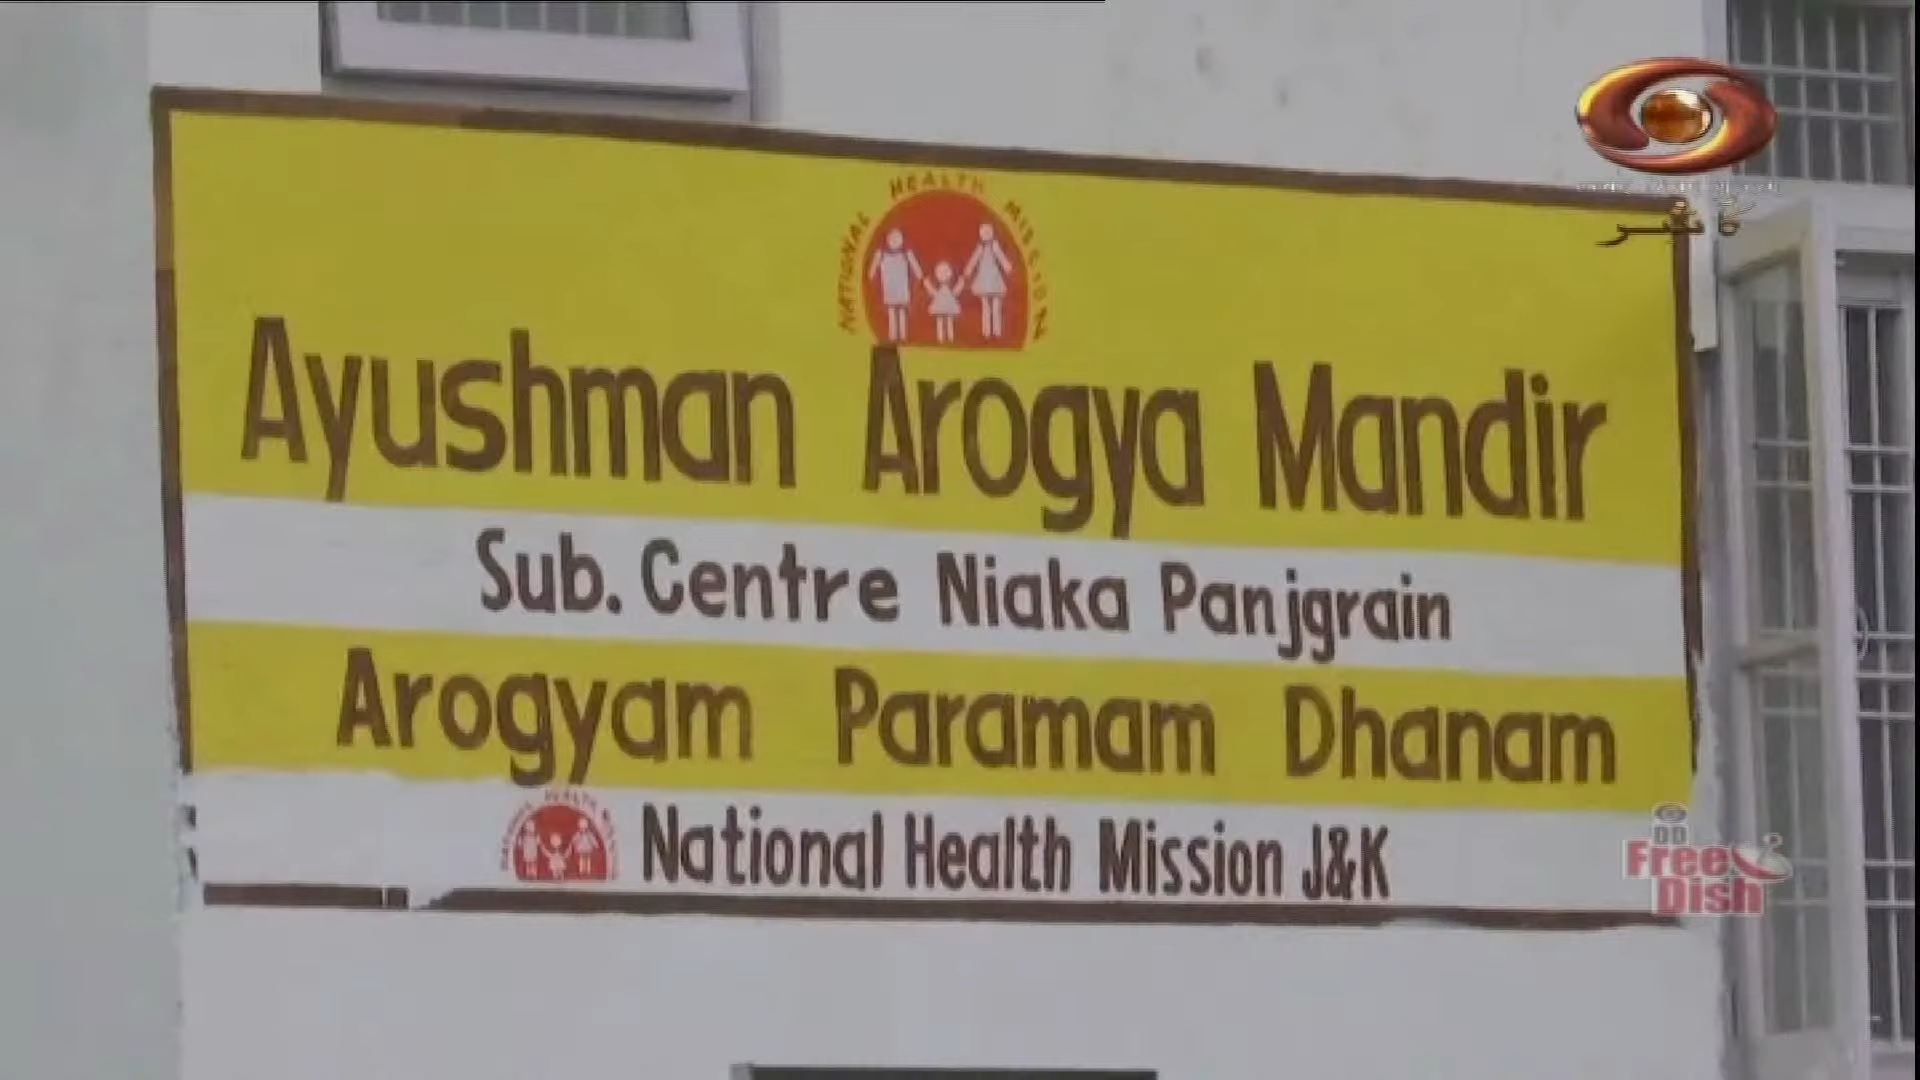 NATIONAL HEALTH MISSION
کأشُر
Ayushman Arogya Mandir
Sub. Centre Niaka Panjgrain
Arogyam Paramam Dhanam
National Health Mission J&K
DD
Free
Dish